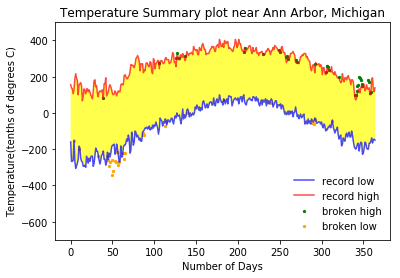 Temperature Summary plot near Ann Arbor, Michigan
400
200
0
−200
−400
−600
Temperature(tenths of degrees C)
record low
record high
broken high
broken low
0 50 100 150 200 250 300 350
Number of Days